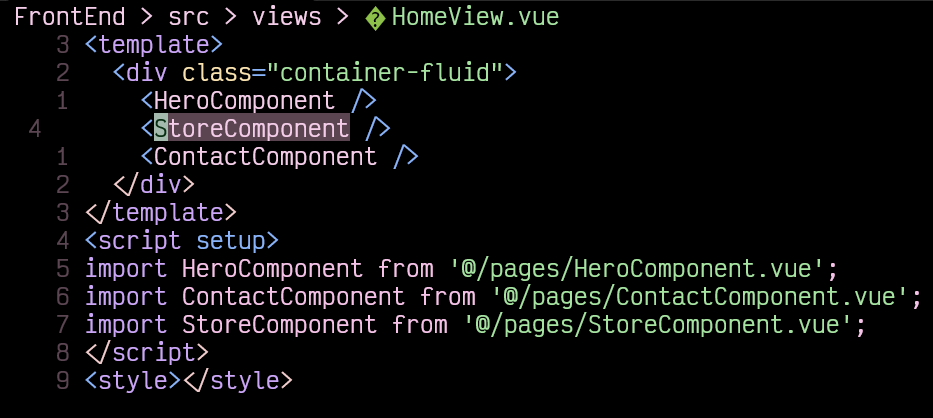 FrontEnd > src > views > HomeView.vue
3 <template>
2   <div class="container-fluid">
1     <HeroComponent />
4     <StoreComponent />
1     <ContactComponent />
2   </div>
3 </template>
4 <script setup>
5 import HeroComponent from '@/pages/HeroComponent.vue';
6 import ContactComponent from '@/pages/ContactComponent.vue';
7 import StoreComponent from '@/pages/StoreComponent.vue';
8 </script>
9 <style></style>